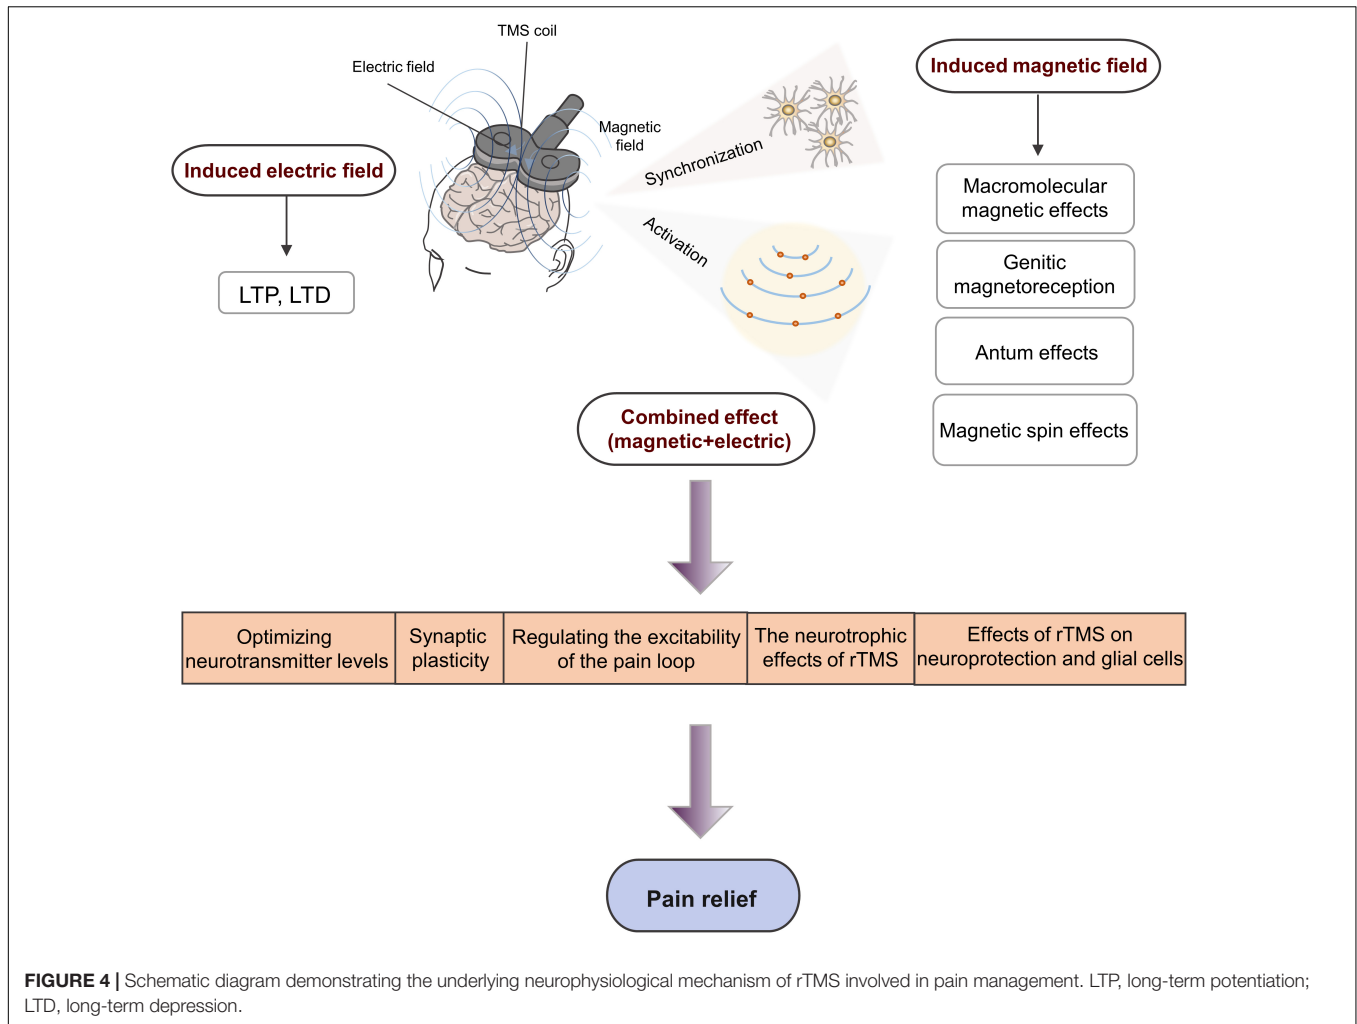 TMS coil
Electric field
Magnetic
field
Synchronization
Activation
Induced electric field
LTP, LTD
Induced magnetic field
Macromolecular
magnetic effects
Genitic
magnetoreception
Antum effects
Magnetic spin effects
Combined effect
(magnetic+electric)
Optimizing
neurotransmitter levels
Synaptic
plasticity
Regulating the excitability
of the pain loop
The neurotrophic
effects of rTMS
Effects of rTMS on
neuroprotection and glial cells
Pain relief
FIGURE 4 | Schematic diagram demonstrating the underlying neurophysiological mechanism of rTMS involved in pain management. LTP, long-term potentiation;
LTD, long-term depression.